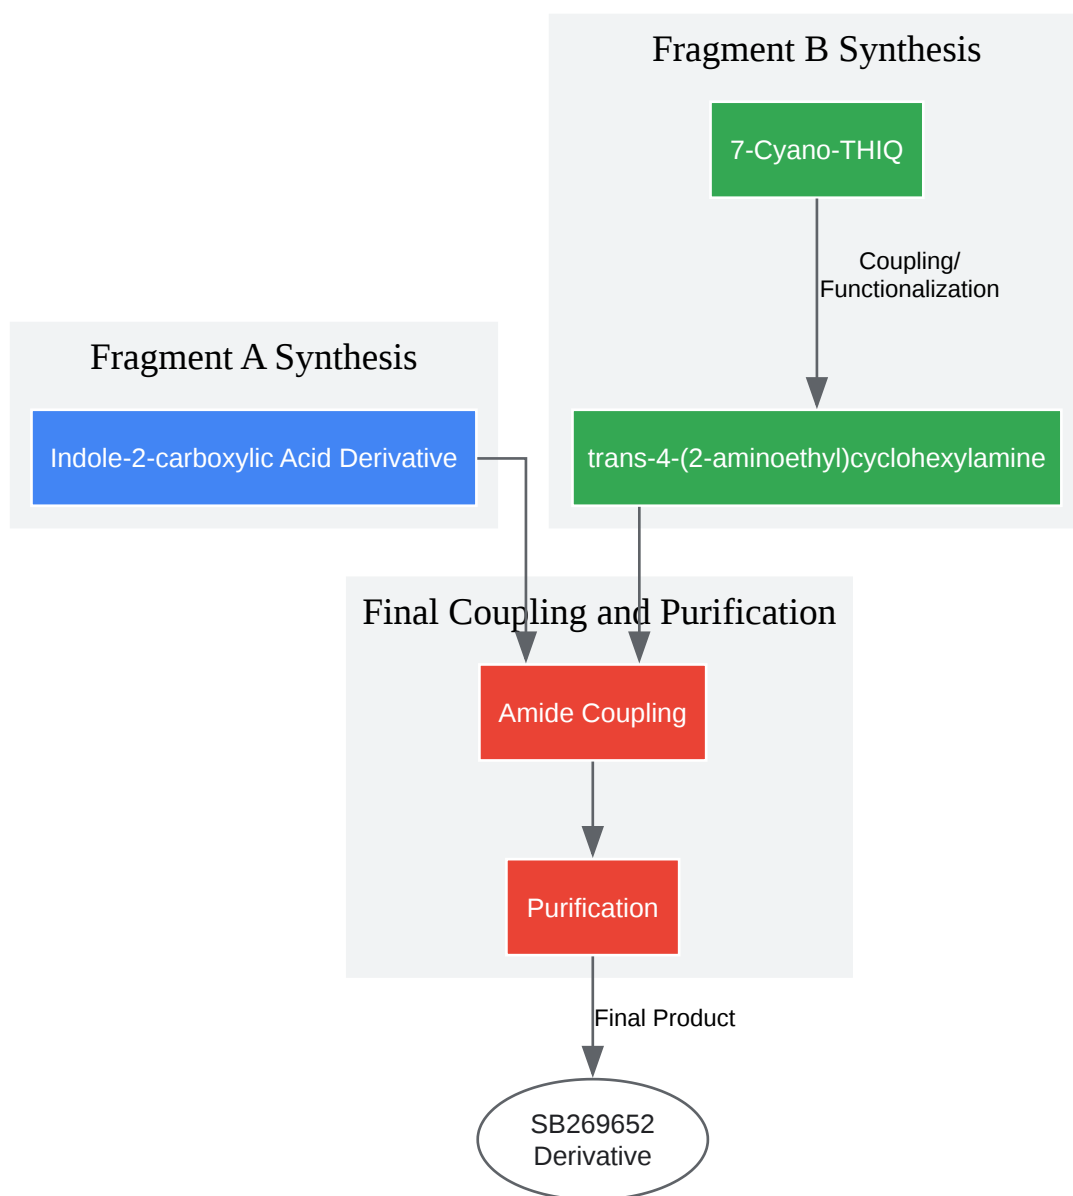 Fragment B Synthesis
7-Cyano-THIQ
Coupling/
Functionalization
Fragment A Synthesis
Indole-2-carboxylic Acid Derivative
trans-4-(2-aminoethyl)cyclohexylamine
Final Coupling and Purification
Amide Coupling
Purification
Final Product
SB269652
Derivative